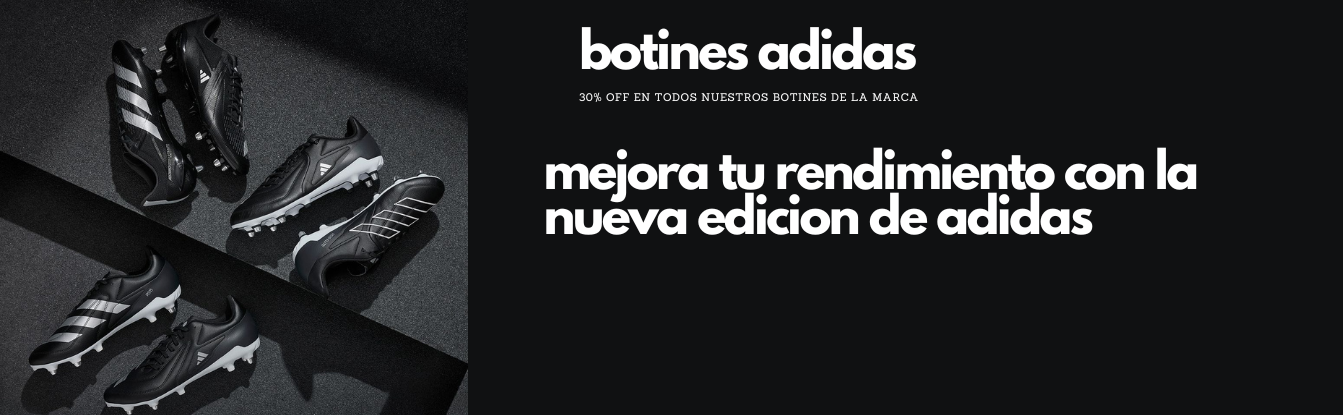 botines adidas
30% OFF EN TODOS NUESTROS BOTINES DE LA MARCA
mejora tu rendimiento con la
nueva edicion de adidas